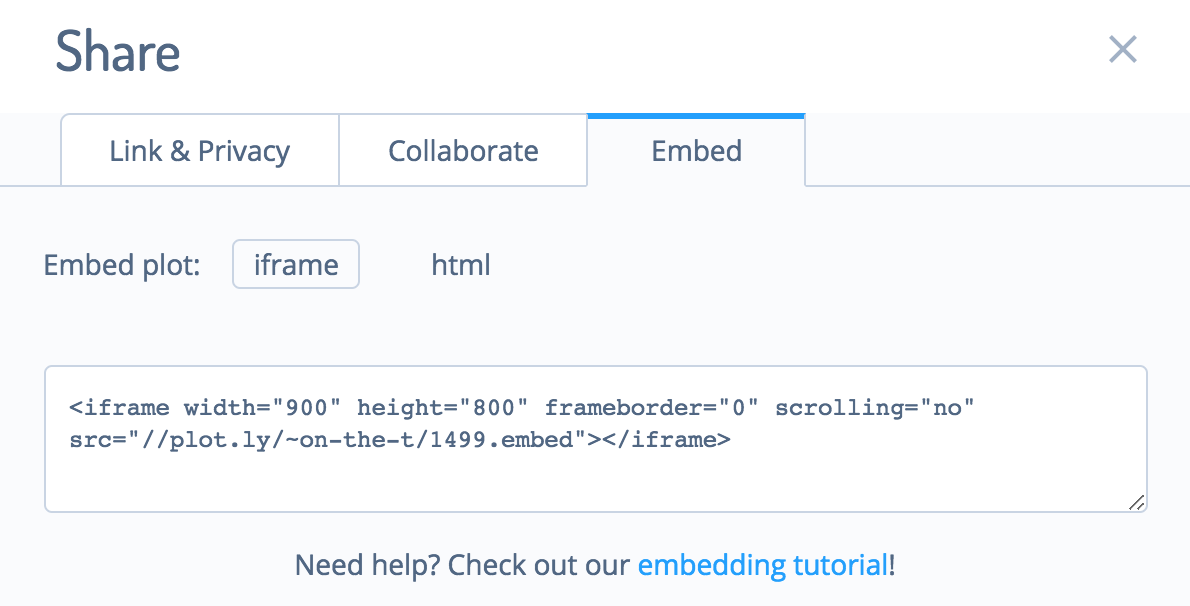 Share
Link & Privacy
Collaborate
Embed
Embed plot:
iframe
html
<iframe width="900" height="800" frameborder="0" scrolling="no"
src="//plot.ly/~on-the-t/1499.embed"></iframe>
Need help? Check out our embedding tutorial!